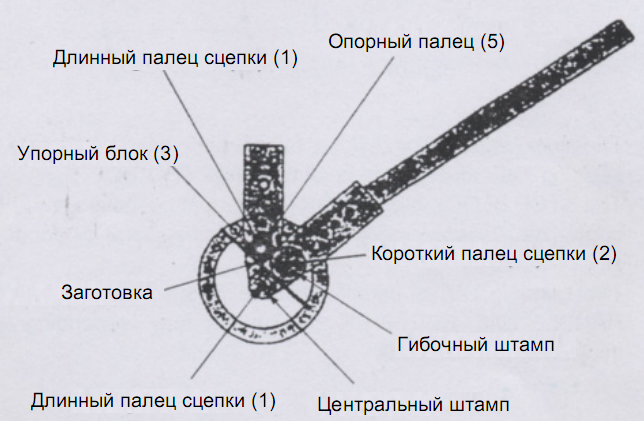 Опорный палец (5)
Длинный палец сцепки (1)
Упорный блок (3)
Короткий палец сцепки (2)
Заготовка
Гибочный штамп
Длинный палец сцепки (1)
Центральный штамп